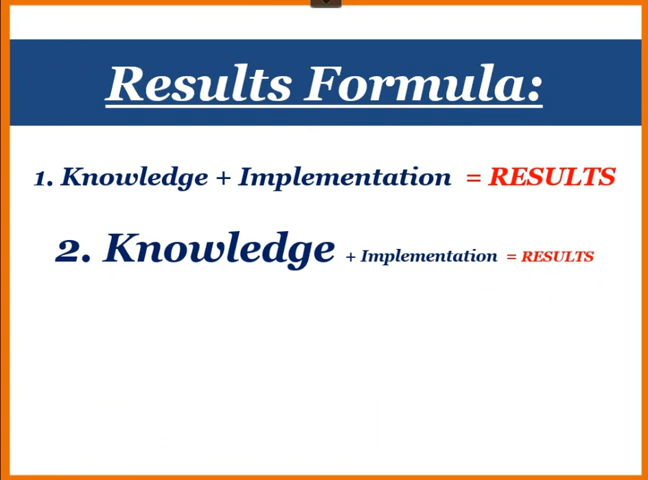 Results Formula:
1. Knowledge + Implementation = RESULTS
2. Knowledge + Implementation = RESULTS